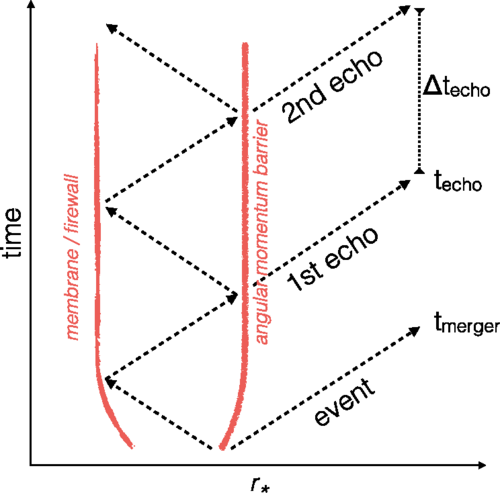 2nd echo
Δtecho
techo
1st echo
tmerger
event
membrane / firewall
angular momentum barrier
time
r*